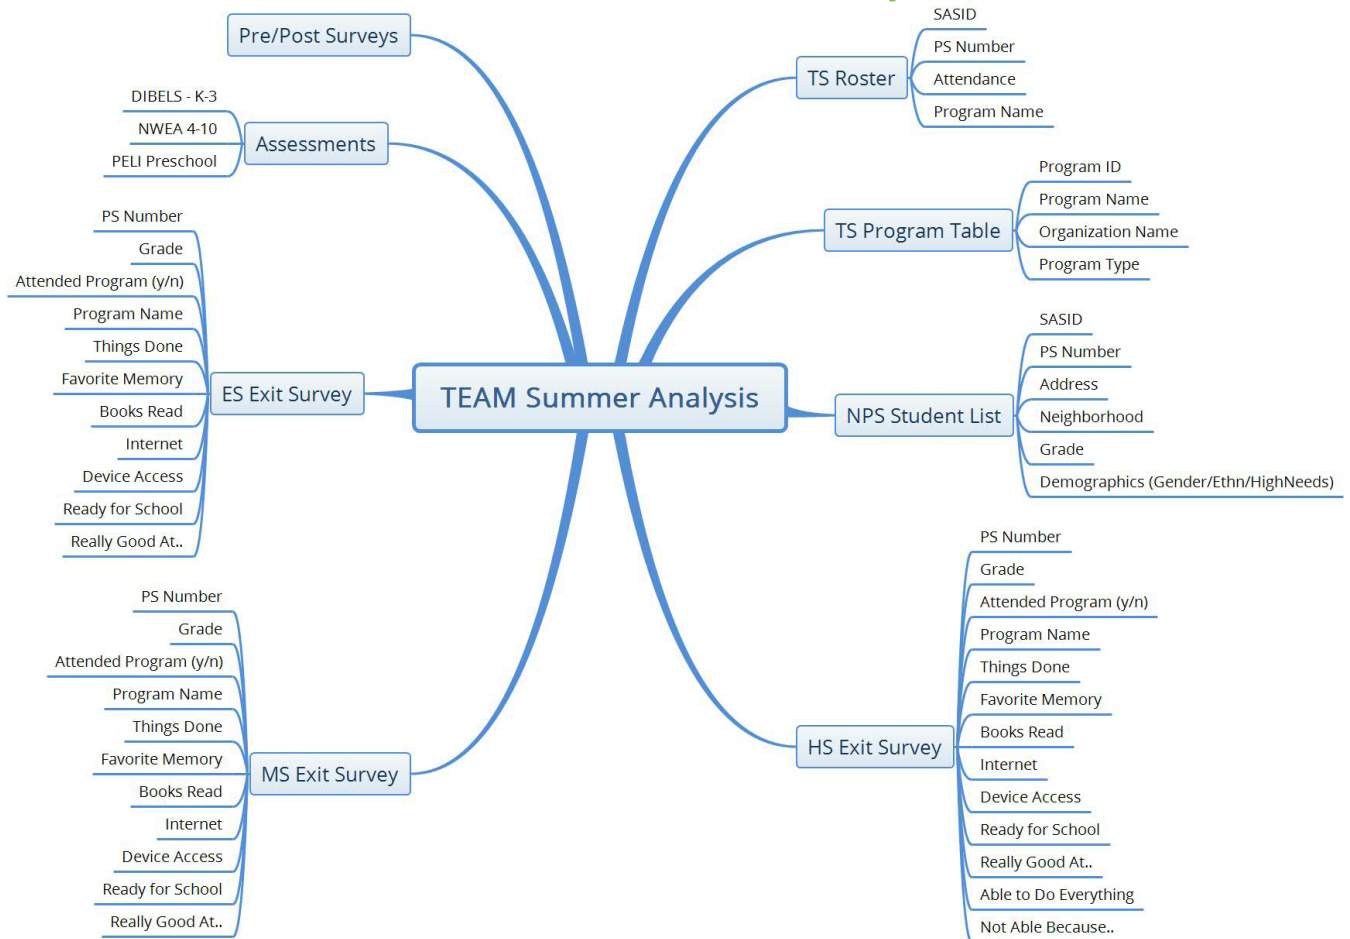 TEAM Summer Analysis
Pre/Post Surveys
Assessments
DIBELS - K-3
NWEA 4-10
PELI Preschool
ES Exit Survey
PS Number
Grade
Attended Program (y/n)
Program Name
Things Done
Favorite Memory
Books Read
Internet
Device Access
Ready for School
Really Good At..
MS Exit Survey
PS Number
Grade
Attended Program (y/n)
Program Name
Things Done
Favorite Memory
Books Read
Internet
Device Access
Ready for School
Really Good At..
TS Roster
SASID
PS Number
Attendance
Program Name
TS Program Table
Program ID
Program Name
Organization Name
Program Type
NPS Student List
SASID
PS Number
Address
Neighborhood
Grade
Demographics (Gender/Ethn/HighNeeds)
HS Exit Survey
PS Number
Grade
Attended Program (y/n)
Program Name
Things Done
Favorite Memory
Books Read
Internet
Device Access
Ready for School
Really Good At..
Able to Do Everything
Not Able Because..